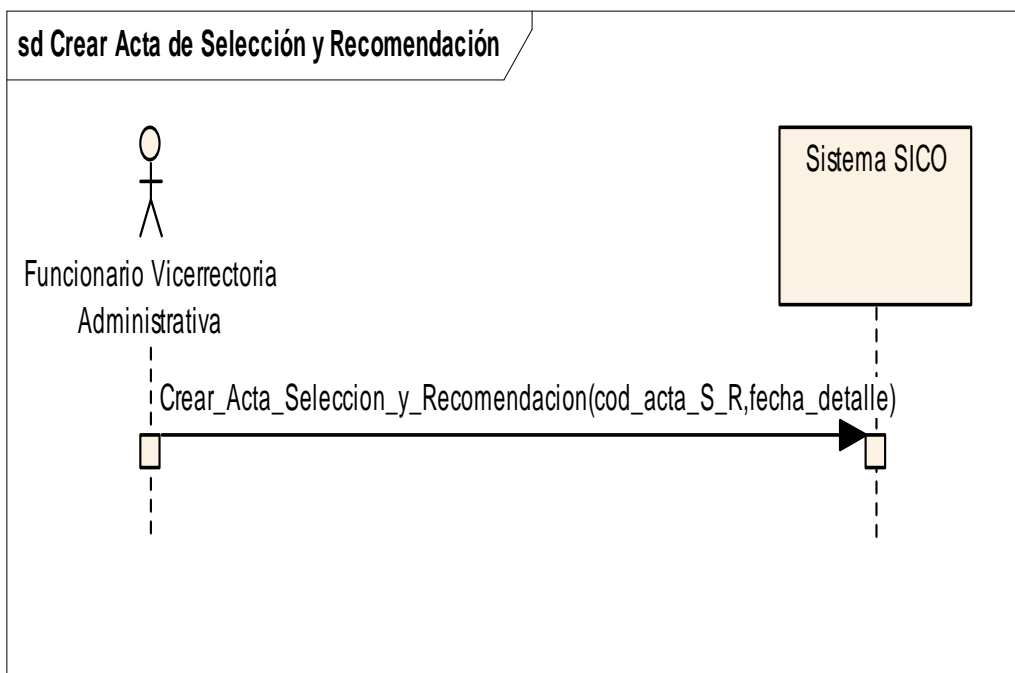 sd Crear Acta de Selección y Recomendación
Sistema SICO
Funcionario Vicerrectoria
Administrativa
Crear_Acta_Seleccion_y_Recomendacion(cod_acta_S_R,fecha_detalle)